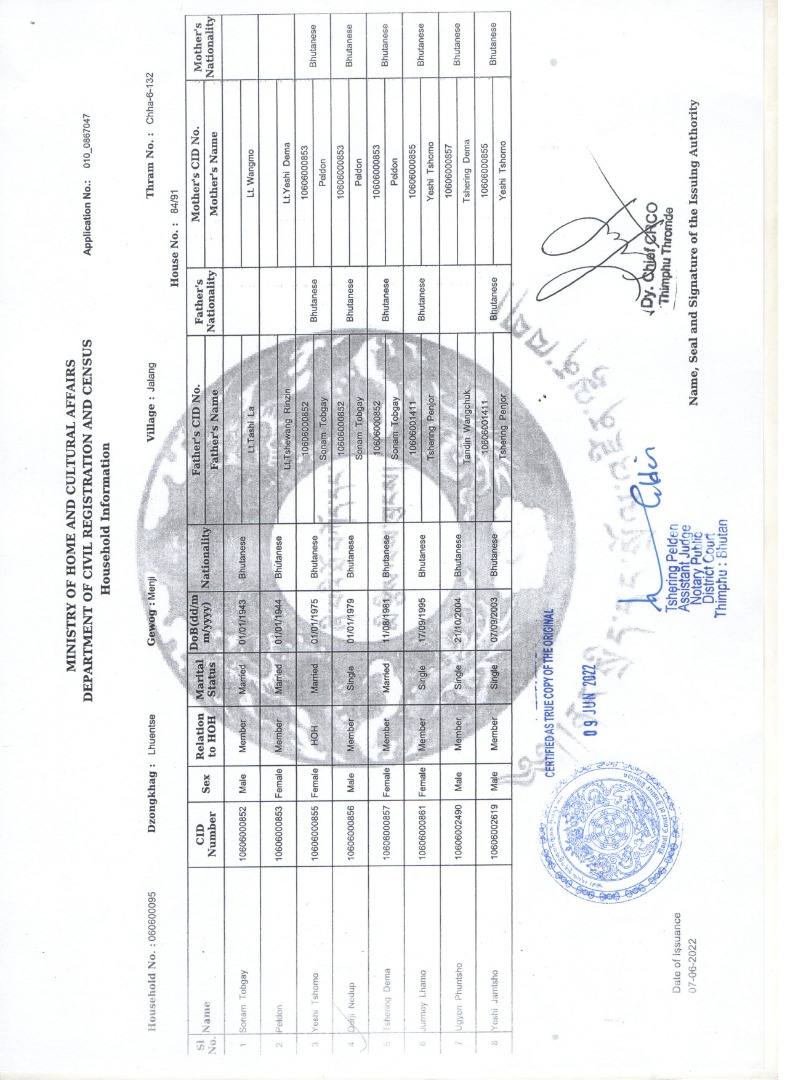 MINISTRY OF HOME AND CULTURAL AFFAIRS
DEPARTMENT OF CIVIL REGISTRATION AND CENSUS
Household Information
Application No.: 010_0867047
Household No. : 060600095 Dzongkhag : Lhuentse Gewog : Menji Village : Jalang Thram No. : Chha-6-132
House No. : 84/91
Sl No. Name CID Number Sex Relation to HOH Marital Status DoB(dd/mm/yyyy) Nationality Father's CID No. Father's Name Father's Nationality Mother's CID No. Mother's Name Mother's Nationality
1 Sonam Tobgay 10606000852 Male Member Married 01/01/1943 Bhutanese Lt.Tashi La Lt. Wangmo
2 Peldon 10606000853 Female Member Married 01/01/1944 Bhutanese Lt.Tshewang Rinzin Lt.Yeshi Dema
3 Yeshi Tshomo 10606000855 Female HOH Married 01/01/1975 Bhutanese 10606000852 Sonam Tobgay Bhutanese 10606000853 Peldon Bhutanese
4 Dorji Nedup 10606000856 Male Member Single 01/01/1979 Bhutanese 10606000852 Sonam Tobgay Bhutanese 10606000853 Peldon Bhutanese
5 Tshering Dema 10606000857 Female Member Married 11/08/1981 Bhutanese 10606000852 Sonam Tobgay Bhutanese 10606000853 Peldon Bhutanese
6 Jurmey Lhamo 10606000861 Female Member Single 17/09/1995 Bhutanese 10606001411 Tshering Penjor Bhutanese 10606000855 Yeshi Tshomo Bhutanese
7 Ugyen Phuntsho 10606002490 Male Member Single 21/10/2004 Bhutanese Tandin Wangchuk 10606000857 Tshering Dema Bhutanese
8 Yeshi Jamtsho 10606002619 Male Member Single 07/09/2003 Bhutanese 10606001411 Tshering Penjor Bhutanese 10606000855 Yeshi Tshomo Bhutanese
CERTIFIED AS TRUE COPY OF THE ORIGINAL
09 JUN 2022
Tshering Pelden
Assistant Judge
Notary Public
District Court
Thimphu : Bhutan
Dy. Chief CRCO
Thimphu Thromde
Date of Issuance
07-06-2022
Name, Seal and Signature of the Issuing Authority